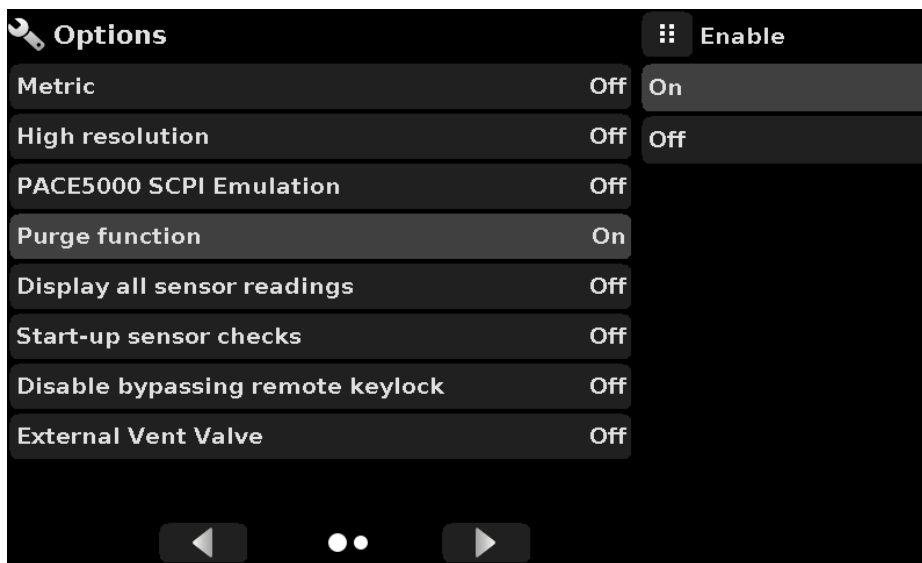 Options
Metric Off
High resolution Off
PACE5000 SCPI Emulation Off
Purge function On
Display all sensor readings Off
Start-up sensor checks Off
Disable bypassing remote keylock Off
External Vent Valve Off
Enable
On
Off